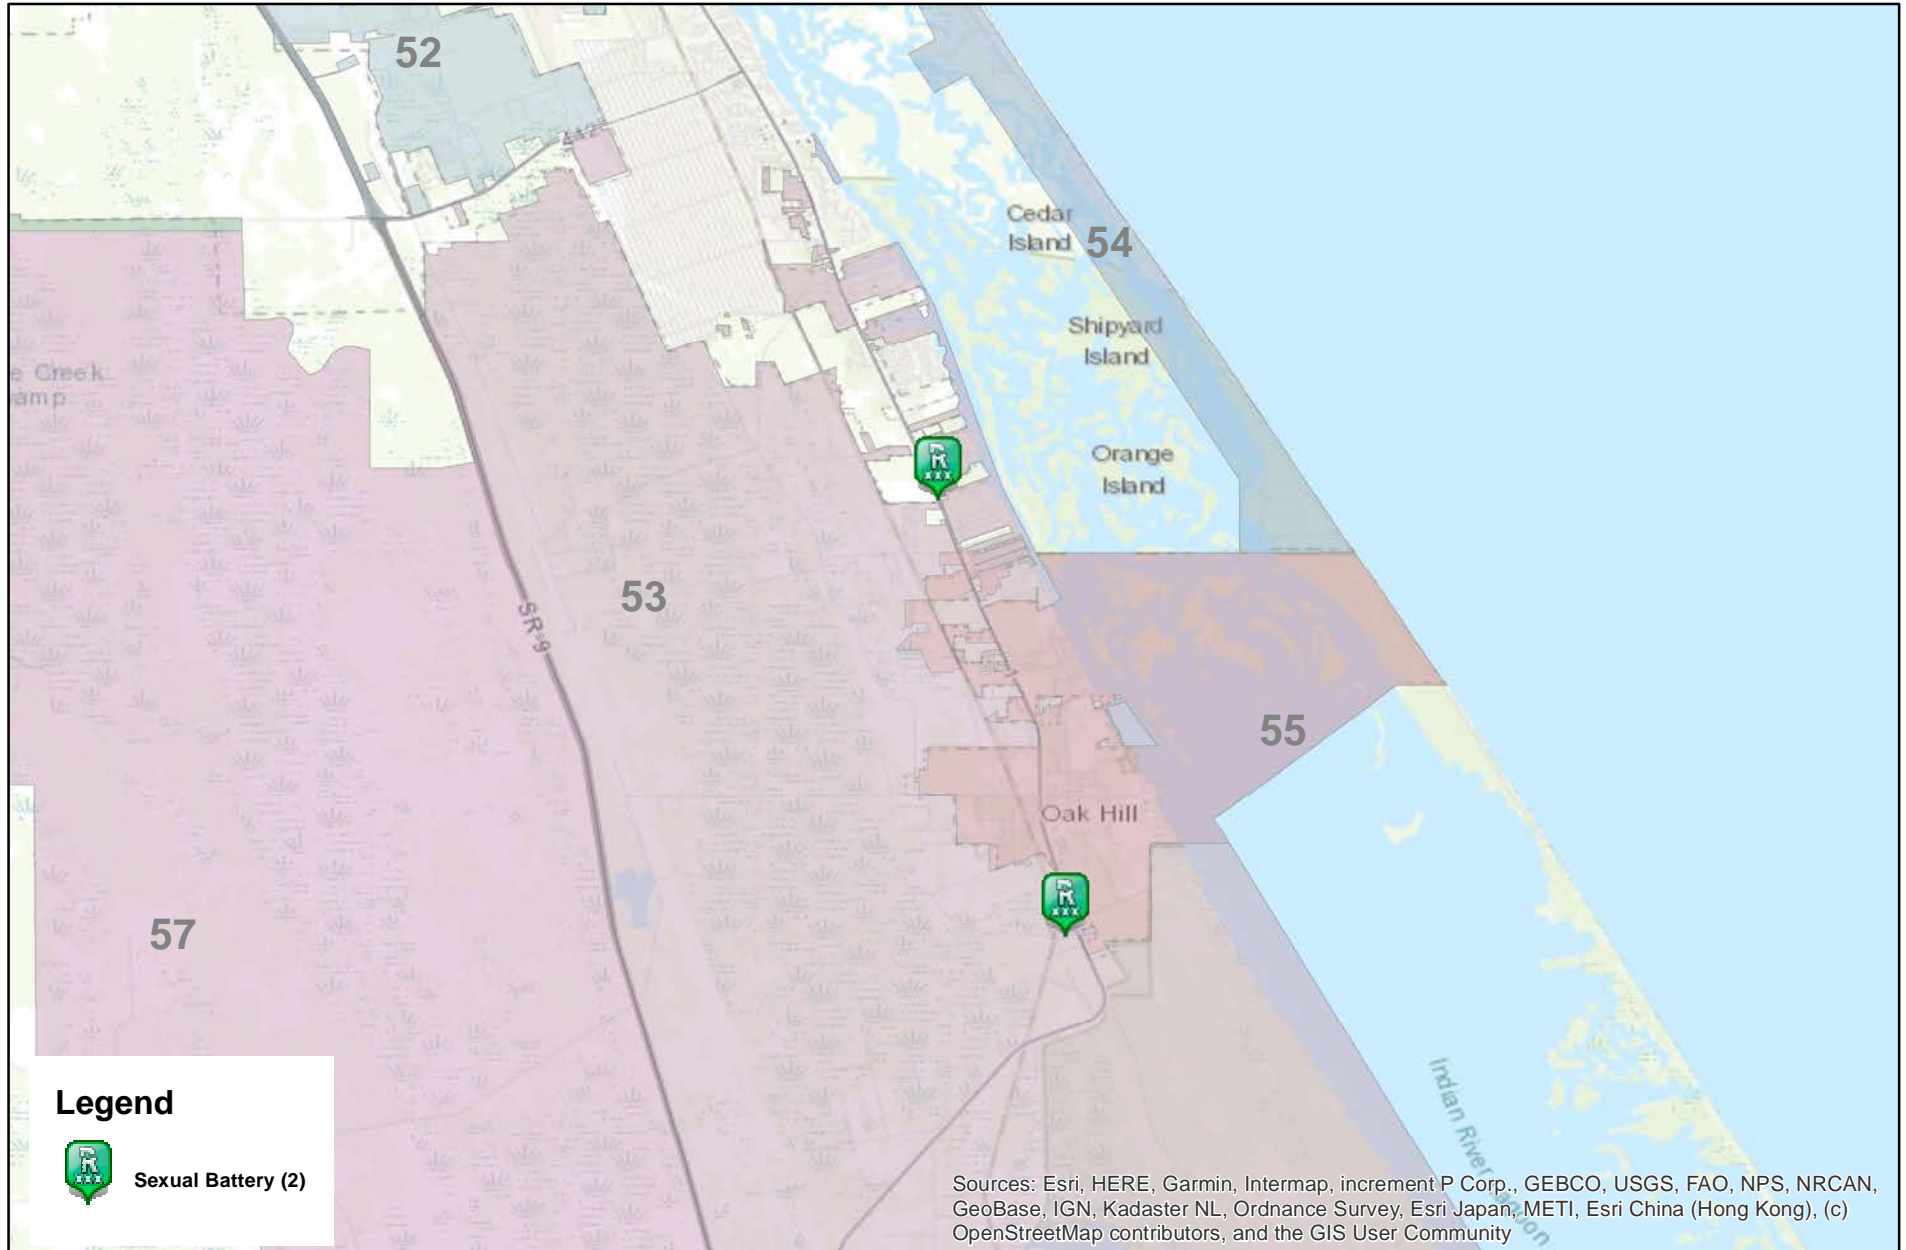 52
Cedar
Island
54
Shipyard
Island
e Creek
amp
Orange
Island
53
SR-9
55
Oak Hill
57
Indian River Lagoon
Legend
Sexual Battery (2)
Sources: Esri, HERE, Garmin, Intermap, increment P Corp., GEBCO, USGS, FAO, NPS, NRCAN,
GeoBase, IGN, Kadaster NL, Ordnance Survey, Esri Japan, METI, Esri China (Hong Kong), (c)
OpenStreetMap contributors, and the GIS User Community